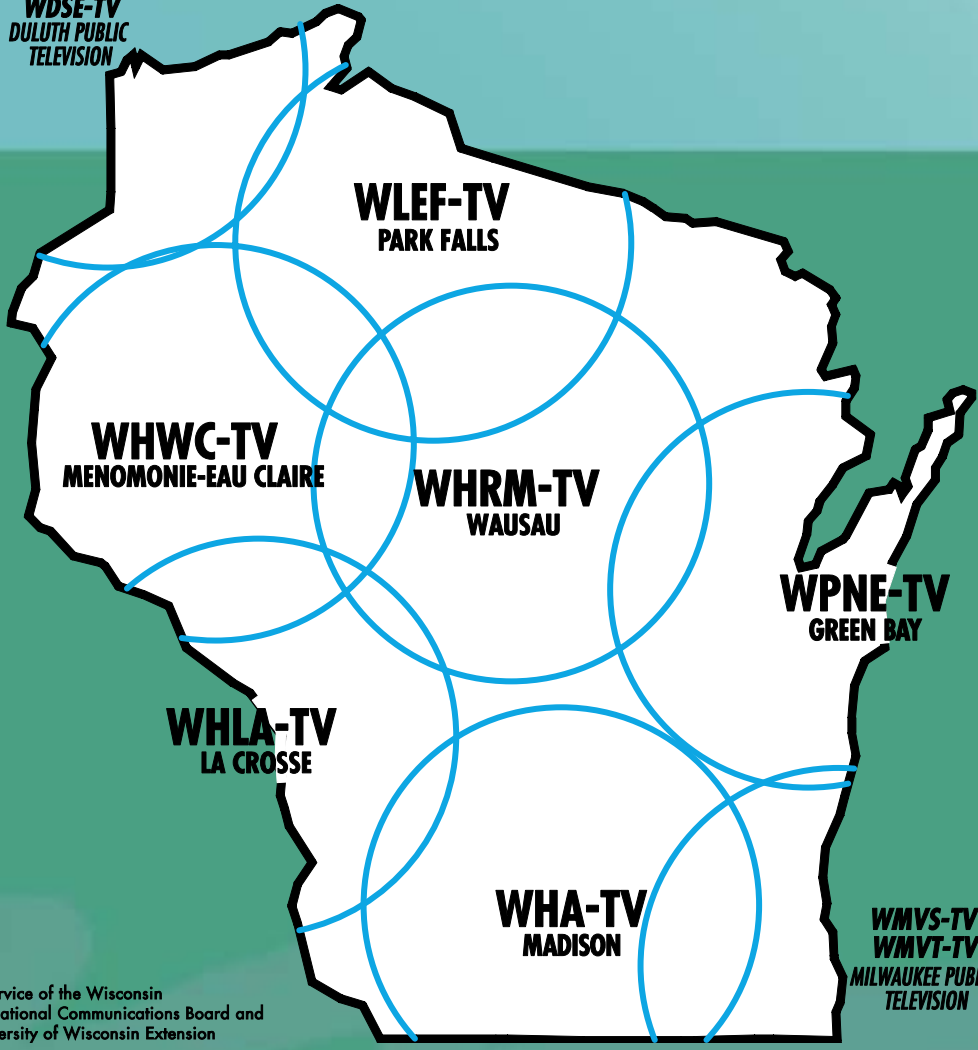 WDSE-TV
DULUTH PUBLIC
TELEVISION
WLEF-TV
PARK FALLS
WHWC-TV
MENOMONIE-EAU CLAIRE
WHRM-TV
WAUSAU
WPNE-TV
GREEN BAY
WHLA-TV
LA CROSSE
WHA-TV
MADISON
WMVS-TV
WMVT-TV
MILWAUKEE PUB
TELEVISION
rvice of the Wisconsin
ational Communications Board and
ersity of Wisconsin Extension